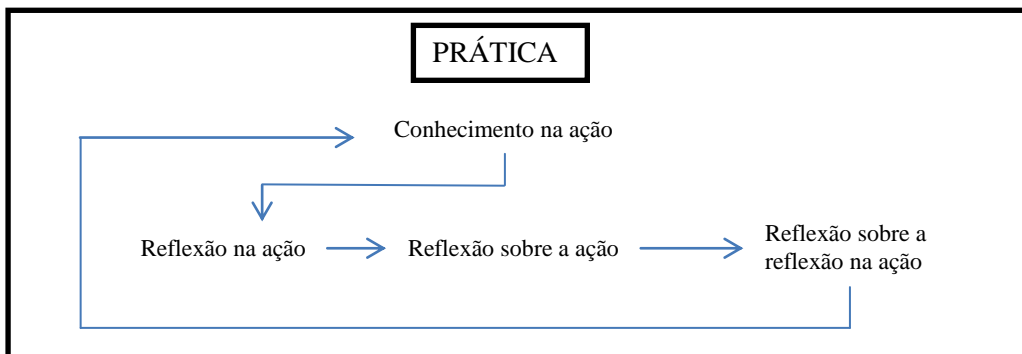 PRÁTICA
Conhecimento na ação
Reflexão na ação
Reflexão sobre a ação
Reflexão sobre a
reflexão na ação